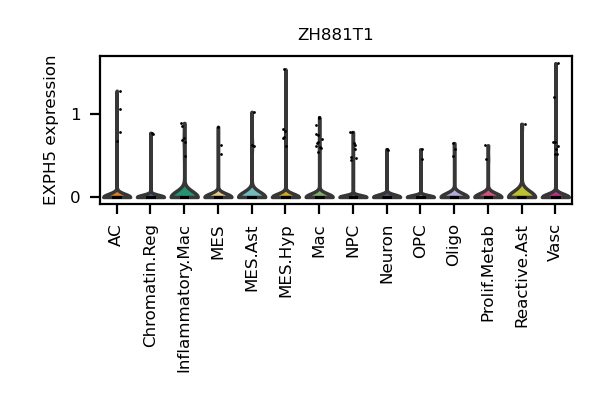 ZH881T1
EXPH5 expression
1
0
AC
Chromatin.Reg
Inflammatory.Mac
MES
MES.Ast
MES.Hyp
Mac
NPC
Neuron
OPC
Oligo
Prolif.Metab
Reactive.Ast
Vasc